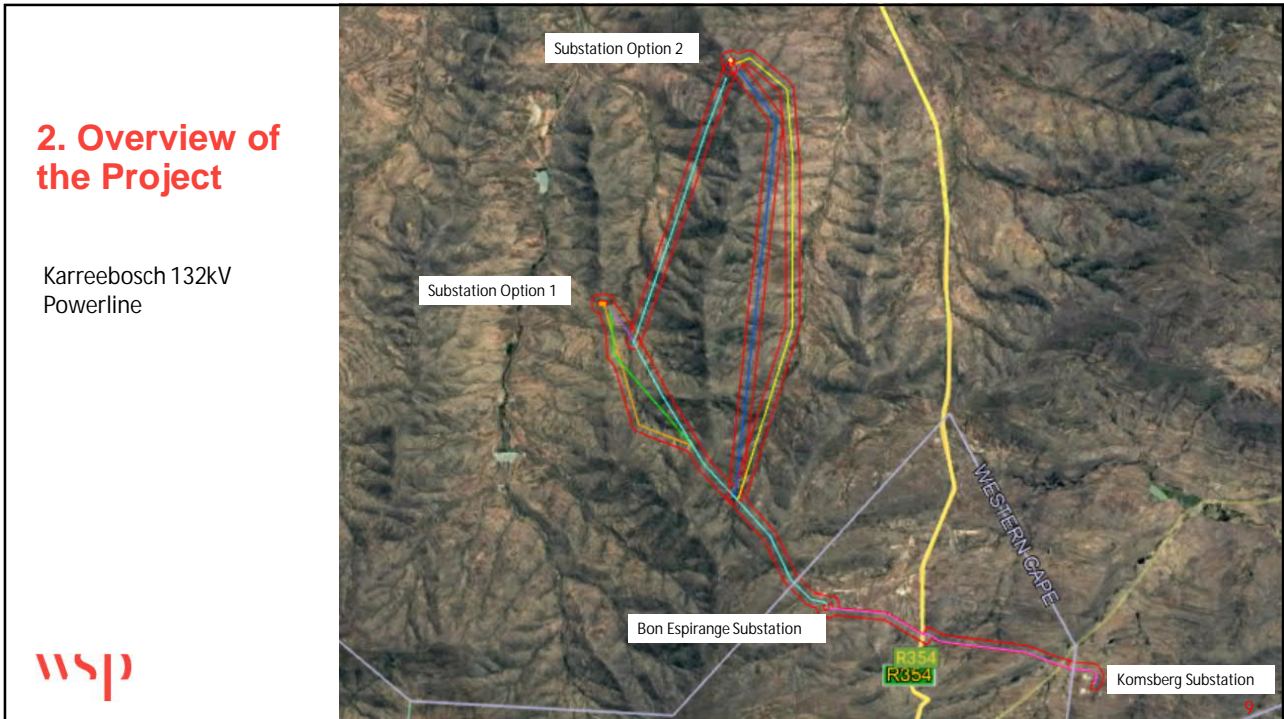 2. Overview of
the Project
Karreebosch 132kV
Powerline
wsp
Substation Option 2
Substation Option 1
WESTERN CAPE
Bon Espirange Substation
R354
R354
Komsberg Substation
9